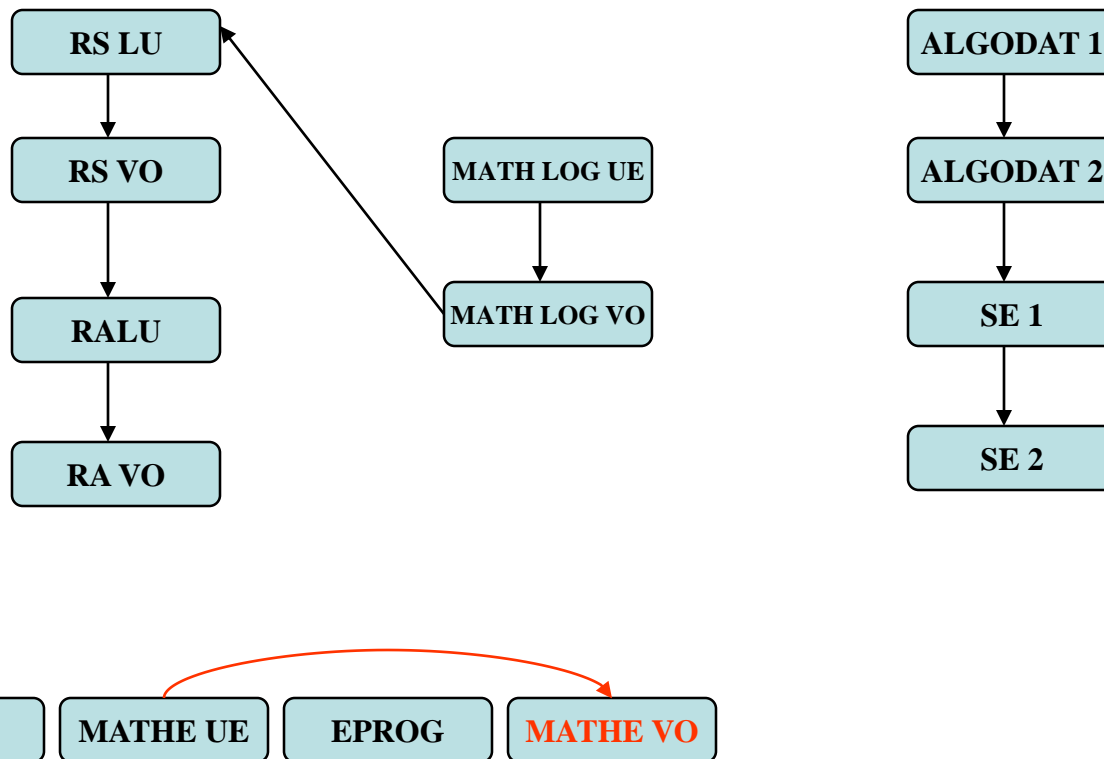 RS LU
ALGODAT 1
RS VO
MATH LOG UE
ALGODAT 2
MATH LOG VO
SE 1
RALU
SE 2
RA VO
MATHE UE
EPROG
MATHE VO